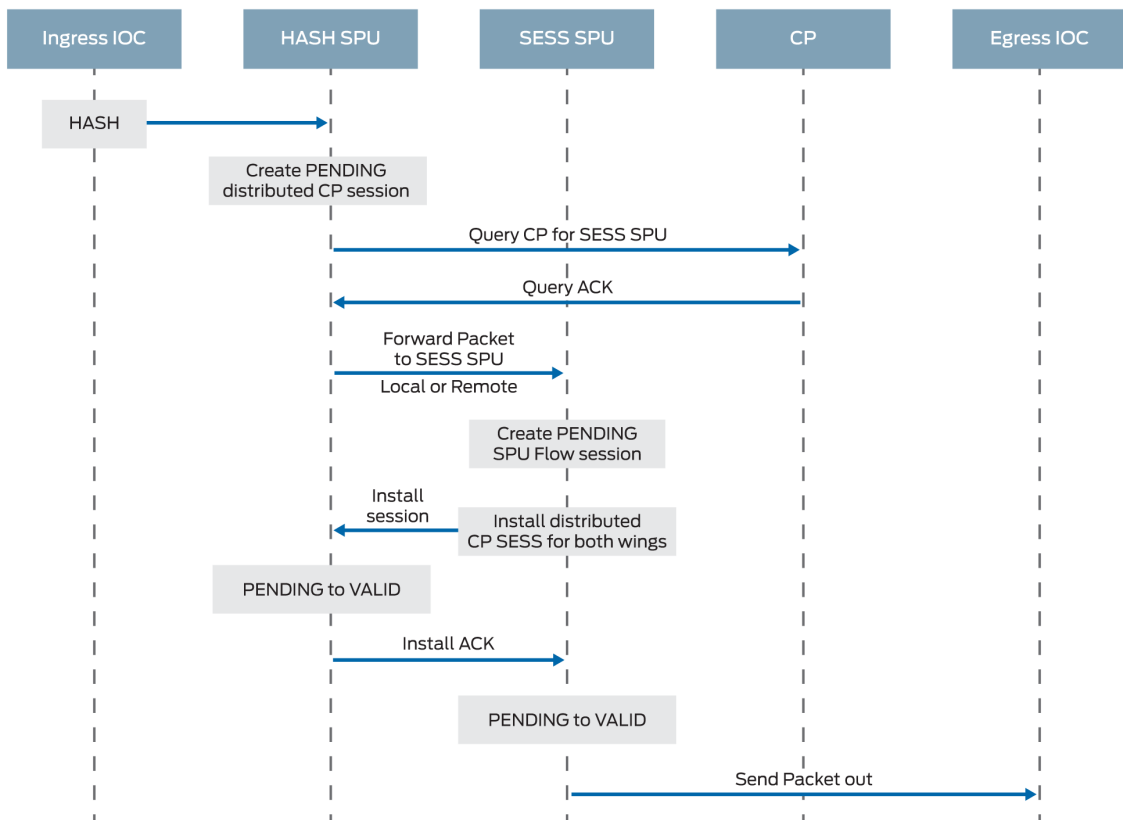 Ingress IOC
HASH SPU
SESS SPU
CP
Egress IOC
HASH
Create PENDING
distributed CP session
Query CP for SESS SPU
Query ACK
Forward Packet
to SESS SPU
Local or Remote
Create PENDING
SPU Flow session
Install
session
Install distributed
CP SESS for both wings
PENDING to VALID
Install ACK
PENDING to VALID
Send Packet out